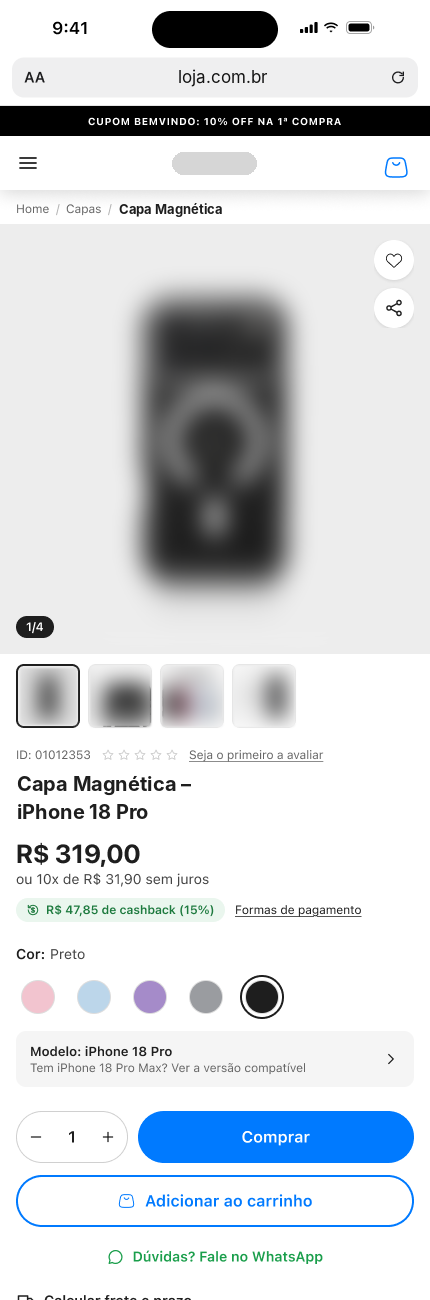 9:41
AA
loja.com.br
CUPOM BEMVINDO: 10% OFF NA 1ª COMPRA
Home / Capas / Capa Magnética
1/4
ID: 01012353
Seja o primeiro a avaliar
Capa Magnética –
iPhone 18 Pro
R$ 319,00
ou 10x de R$ 31,90 sem juros
R$ 47,85 de cashback (15%)
Formas de pagamento
Cor: Preto
Modelo: iPhone 18 Pro
Tem iPhone 18 Pro Max? Ver a versão compatível
− 1 +
Comprar
Adicionar ao carrinho
Dúvidas? Fale no WhatsApp
Calcular frete e prazo